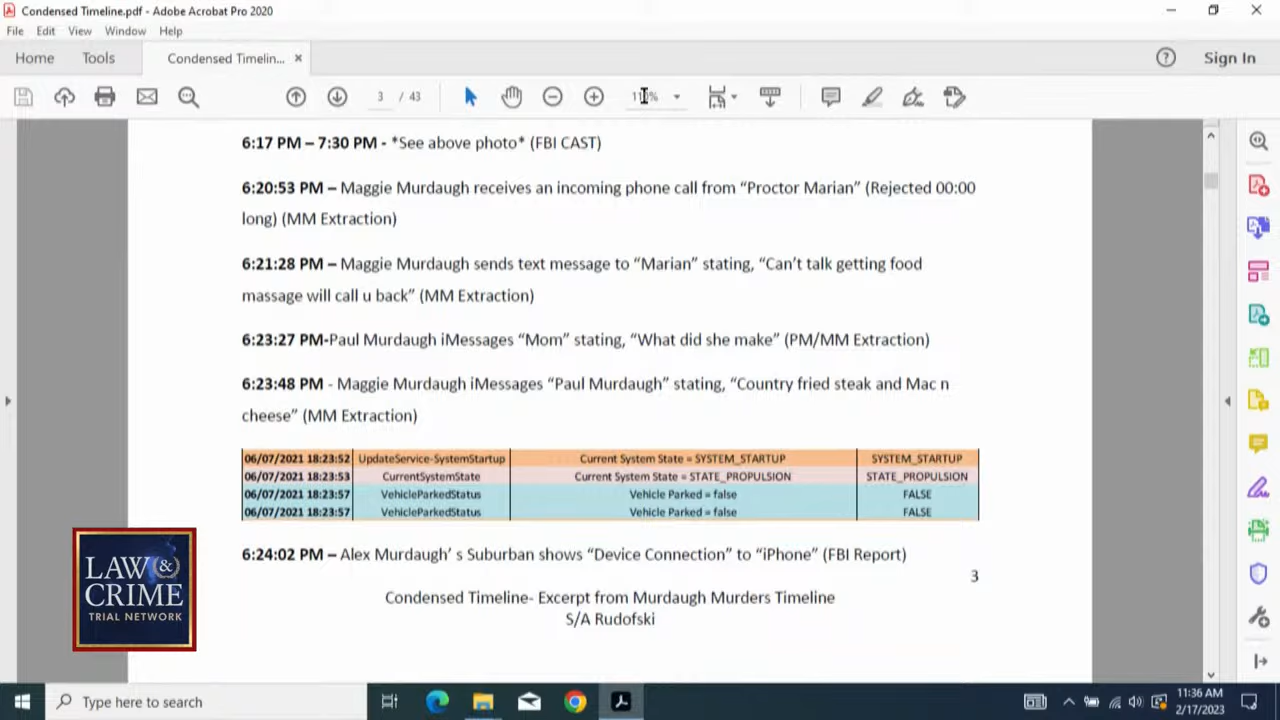 Condensed Timeline.pdf - Adobe Acrobat Pro 2020
File Edit View Window Help
Home Tools Condensed Timelin... × Sign In
3 / 43
6:17 PM – 7:30 PM - *See above photo* (FBI CAST)
6:20:53 PM – Maggie Murdaugh receives an incoming phone call from “Proctor Marian” (Rejected 00:00
long) (MM Extraction)
6:21:28 PM – Maggie Murdaugh sends text message to “Marian” stating, “Can’t talk getting food
massage will call u back” (MM Extraction)
6:23:27 PM-Paul Murdaugh iMessages “Mom” stating, “What did she make” (PM/MM Extraction)
6:23:48 PM - Maggie Murdaugh iMessages “Paul Murdaugh” stating, “Country fried steak and Mac n
cheese” (MM Extraction)
06/07/2021 18:23:52 UpdateService-SystemStartup Current System State = SYSTEM_STARTUP SYSTEM_STARTUP
06/07/2021 18:23:53 CurrentSystemState Current System State = STATE_PROPULSION STATE_PROPULSION
06/07/2021 18:23:57 VehicleParkedStatus Vehicle Parked = false FALSE
06/07/2021 18:23:57 VehicleParkedStatus Vehicle Parked = false FALSE
6:24:02 PM – Alex Murdaugh’ s Suburban shows “Device Connection” to “iPhone” (FBI Report)
3
Condensed Timeline- Excerpt from Murdaugh Murders Timeline
S/A Rudofski
LAW &
CRIME
TRIAL NETWORK
Type here to search
11:36 AM
2/17/2023